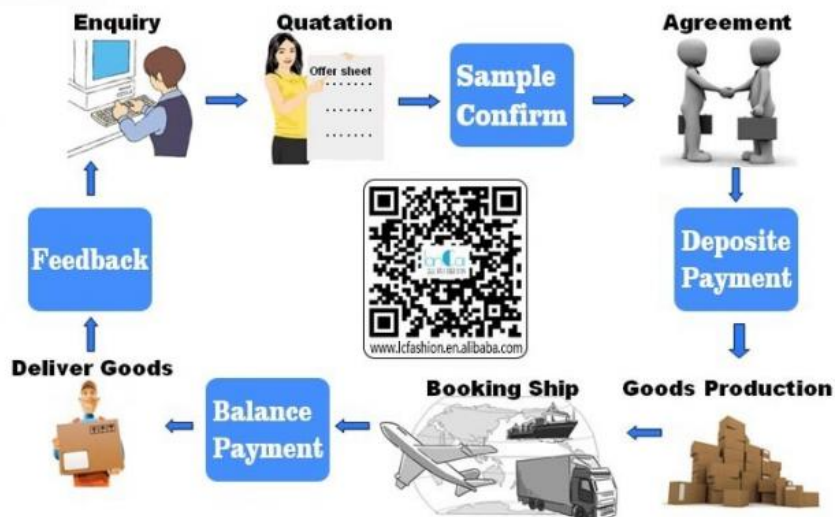 Enquiry
Quatation
Agreement
Offer sheet
Sample
Confirm
Feedback
Deposite
Payment
www.lcfashion.en.alibaba.com
Deliver Goods
Balance
Payment
Booking Ship
Goods Production